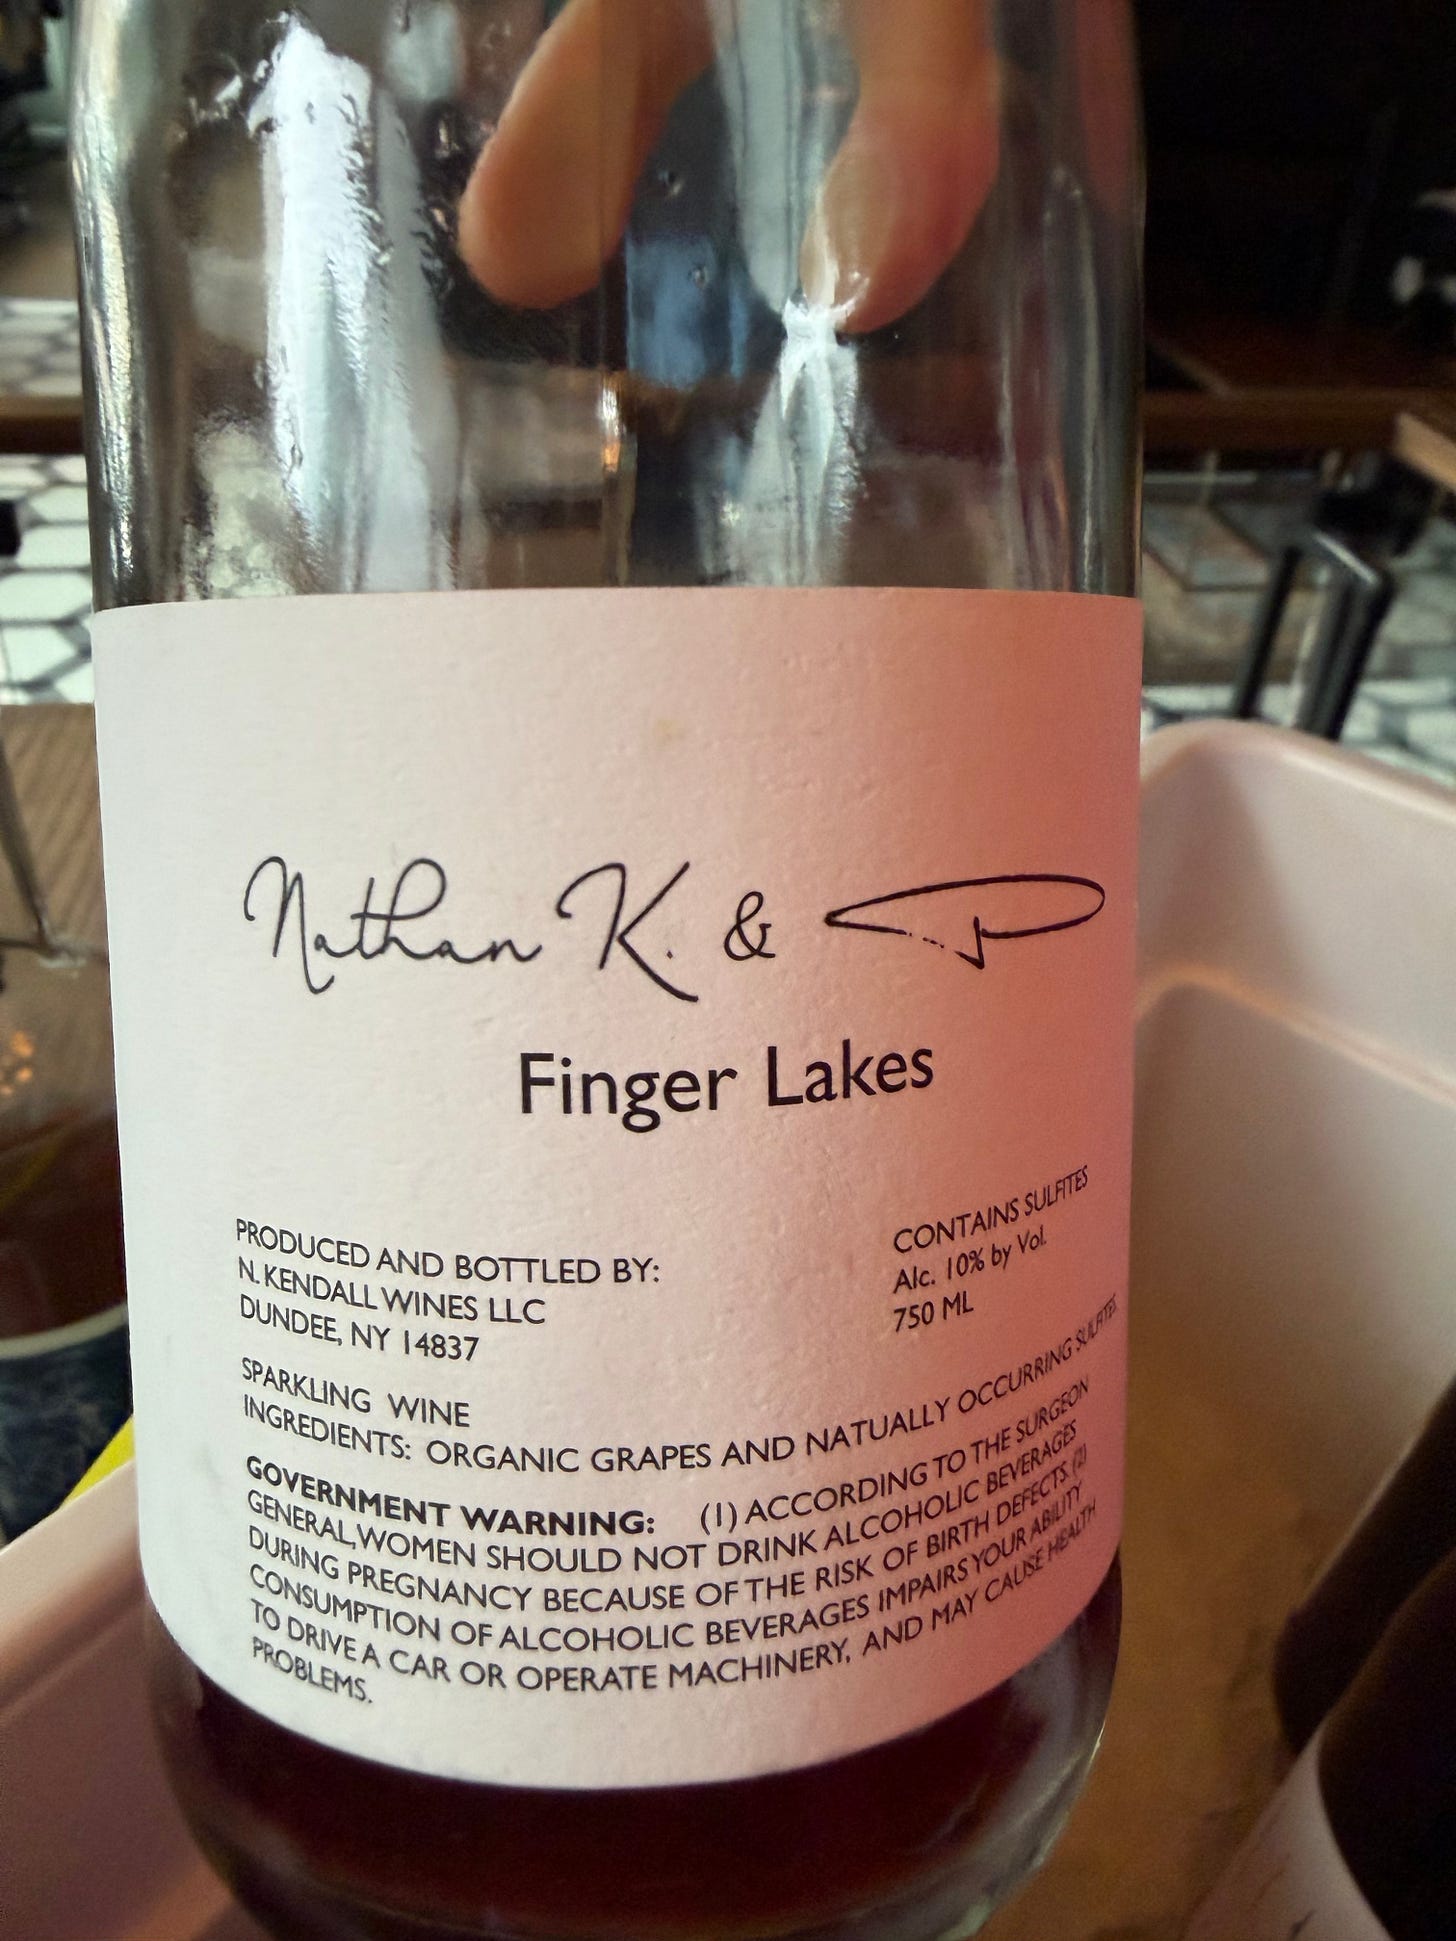 Nathan K. & P
Finger Lakes
PRODUCED AND BOTTLED BY:
N. KENDALL WINES LLC
DUNDEE, NY 14837
CONTAINS SULFITES
Alc. 10% by Vol.
750 ML
SPARKLING WINE
INGREDIENTS: ORGANIC GRAPES AND NATUALLY OCCURRING SULFITES
GOVERNMENT WARNING: (1) ACCORDING TO THE SURGEON
GENERAL,WOMEN SHOULD NOT DRINK ALCOHOLIC BEVERAGES
DURING PREGNANCY BECAUSE OF THE RISK OF BIRTH DEFECTS. (2)
CONSUMPTION OF ALCOHOLIC BEVERAGES IMPAIRS YOUR ABILITY
TO DRIVE A CAR OR OPERATE MACHINERY, AND MAY CAUSE HEALTH
PROBLEMS.